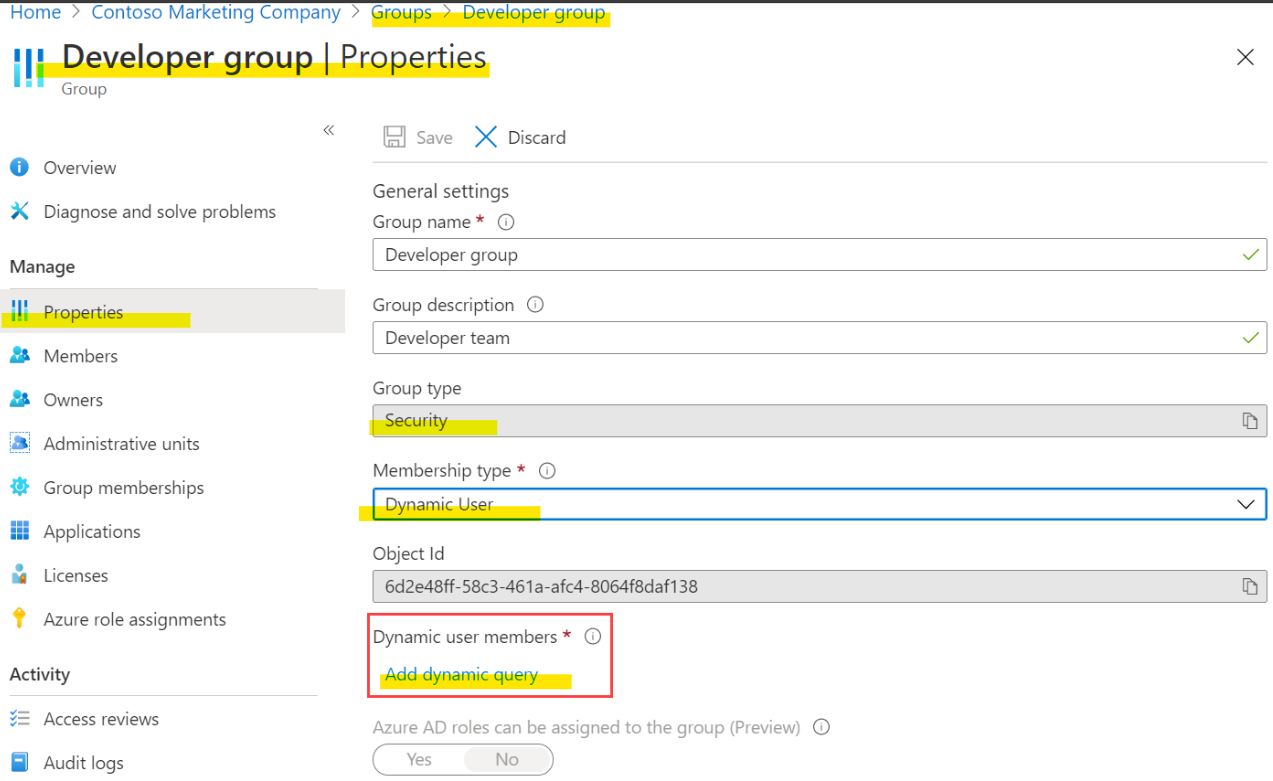 Home > Contoso Marketing Company > Groups > Developer group
Developer group | Properties
Group
«
Save Discard
Overview
Diagnose and solve problems
Manage
Properties
Members
Owners
Administrative units
Group memberships
Applications
Licenses
Azure role assignments
Activity
Access reviews
Audit logs
General settings
Group name *
Developer group
Group description
Developer team
Group type
Security
Membership type *
Dynamic User
Object Id
6d2e48ff-58c3-461a-afc4-8064f8daf138
Dynamic user members *
Add dynamic query
Azure AD roles can be assigned to the group (Preview)
Yes No